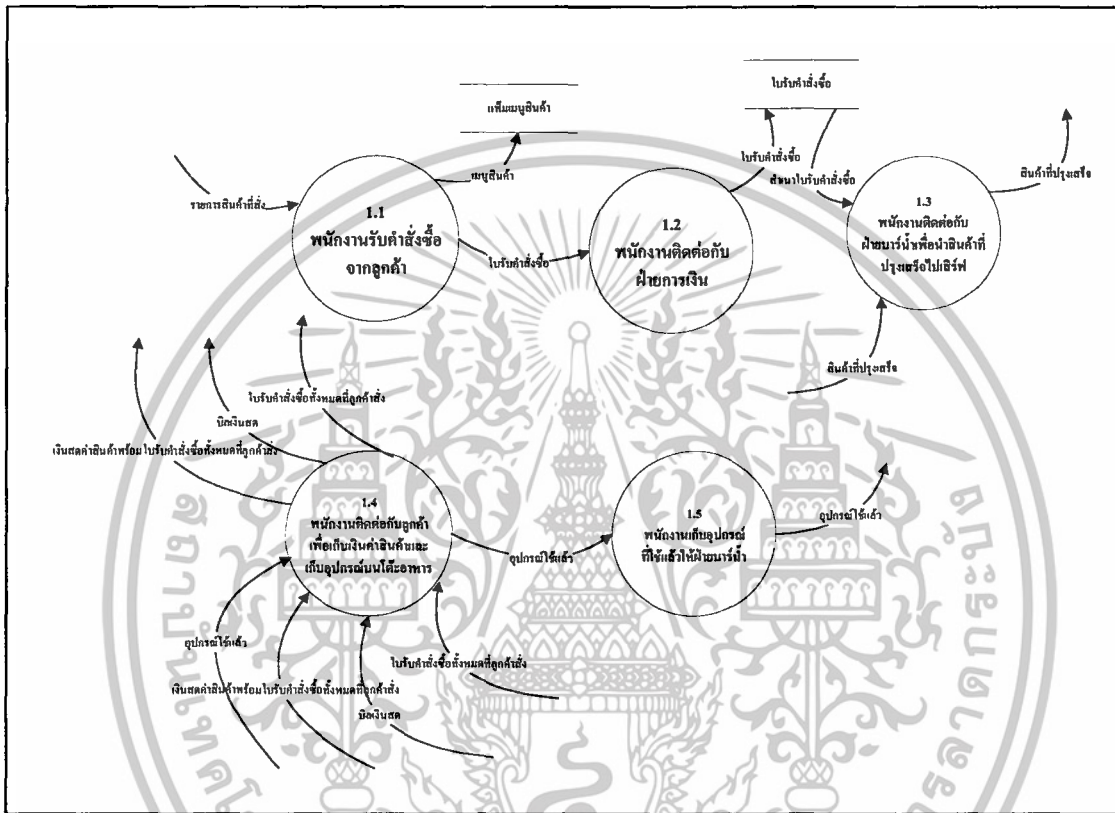 ใบรับคำสั่งซื้อ
แฟ้มเมนูสินค้า
เมนูสินค้า
รายการสินค้าที่สั่ง
1.1
พนักงานรับคำสั่งซื้อ
จากลูกค้า
ใบรับคำสั่งซื้อ
1.2
พนักงานติดต่อกับ
ฝ่ายการเงิน
ใบรับคำสั่งซื้อ
สำเนาใบรับคำสั่งซื้อ
1.3
พนักงานติดต่อกับ
ฝ่ายบาร์น้ำเพื่อนำสินค้าที่
ปรุงเสร็จไปเสิร์ฟ
สินค้าที่ปรุงเสร็จ
สินค้าที่ปรุงเสร็จ
ใบรับคำสั่งซื้อทั้งหมดที่ลูกค้าสั่ง
บิลเงินสด
เงินสดค่าสินค้าพร้อมใบรับคำสั่งซื้อทั้งหมดที่ลูกค้าสั่ง
1.4
พนักงานติดต่อกับลูกค้า
เพื่อเก็บเงินค่าสินค้าและ
เก็บอุปกรณ์บนโต๊ะอาหาร
อุปกรณ์ใช้แล้ว
1.5
พนักงานเก็บอุปกรณ์
ที่ใช้แล้วให้ฝ่ายบาร์น้ำ
อุปกรณ์ใช้แล้ว
อุปกรณ์ใช้แล้ว
เงินสดค่าสินค้าพร้อมใบรับคำสั่งซื้อทั้งหมดที่ลูกค้าสั่ง
บิลเงินสด
ใบรับคำสั่งซื้อทั้งหมดที่ลูกค้าสั่ง